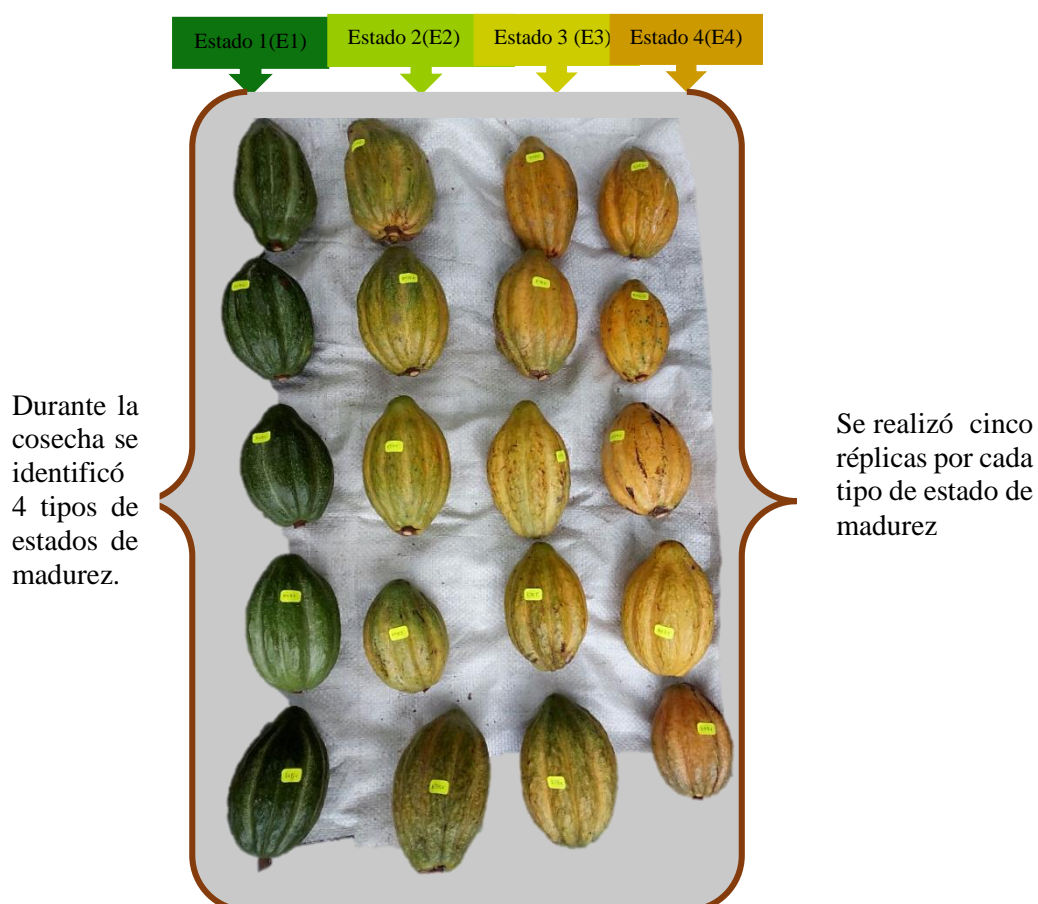 Estado 1(E1)
Estado 2(E2)
Estado 3 (E3)
Estado 4(E4)
Durante la
cosecha se
identificó
4 tipos de
estados de
madurez.
Se realizó cinco
réplicas por cada
tipo de estado de
madurez